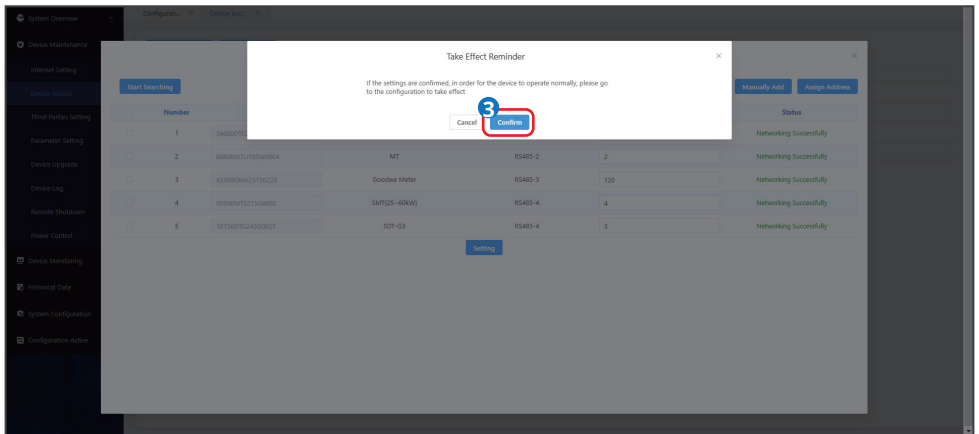 System Overview
Configurati... ×
Device Acc... ×
Device Maintenance
Internet Setting
Device Access
Third-Parties Setting
Parameter Setting
Device Upgrade
Device Log
Remote Shutdown
Power Control
Device Monitoring
Historical Data
System Configuration
Configuration Active
Take Effect Reminder ×
×
If the settings are confirmed, in order for the device to operate normally, please go
to the configuration to take effect
3
Cancel Confirm
Start Searching Manually Add Assign Address
Number Status
1 Networking Successfully
2 MT RS485-2 2 Networking Successfully
3 Goodwe Meter RS485-3 120 Networking Successfully
4 SMT(25~60kW) RS485-4 4 Networking Successfully
5 SDT-G3 RS485-4 3 Networking Successfully
Setting